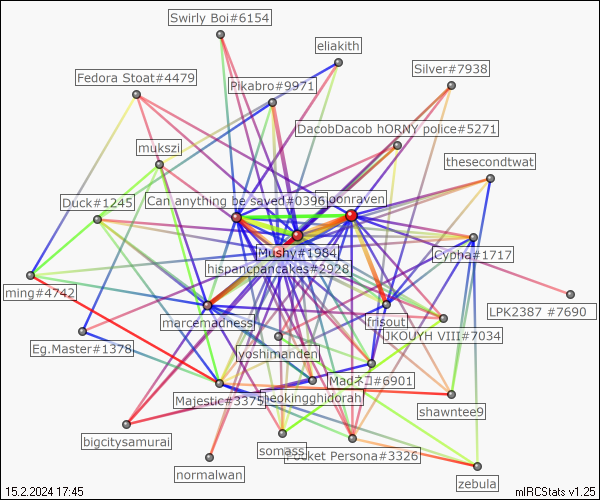 Swirly Boi#6154
eliakith
Silver#7938
Fedora Stoat#4479
Pikabro#9971
DacobDacob hORNY police#5271
mukszi
thesecondtwat
Duck#1245
Can anything be saved#0396
oonraven
Mushy#1984
Cypha#1717
hispancpancakes#2928
ming#4742
LPK2387 #7690
marcemadness
frisout
JKOUYH VIII#7034
Eg.Master#1378
yoshimanden
Madネコ#6901
Majestic#3375
heokingghidorah
shawntee9
bigcitysamurai
somass
ocket Persona#3326
normalwan
zebula
15.2.2024 17:45
mIRCStats v1.25